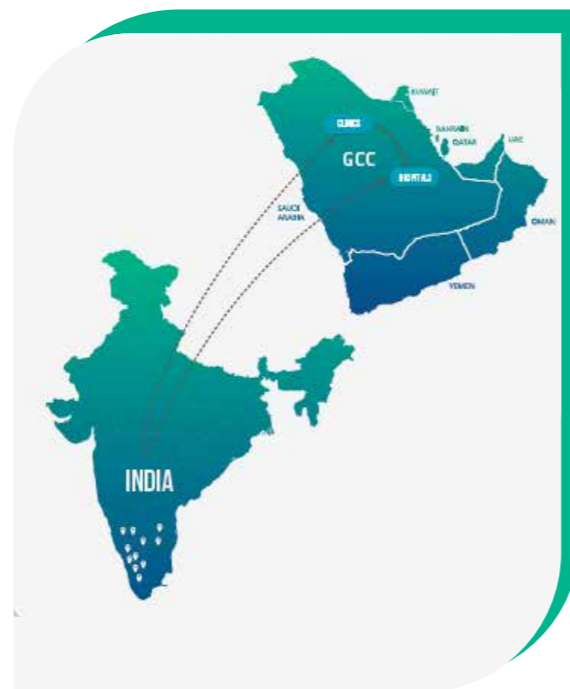 KUWAIT
CLINICS
BAHRAIN
QATAR
UAE
GCC
HOSPITALS
SAUDI
ARABIA
OMAN
YEMEN
INDIA